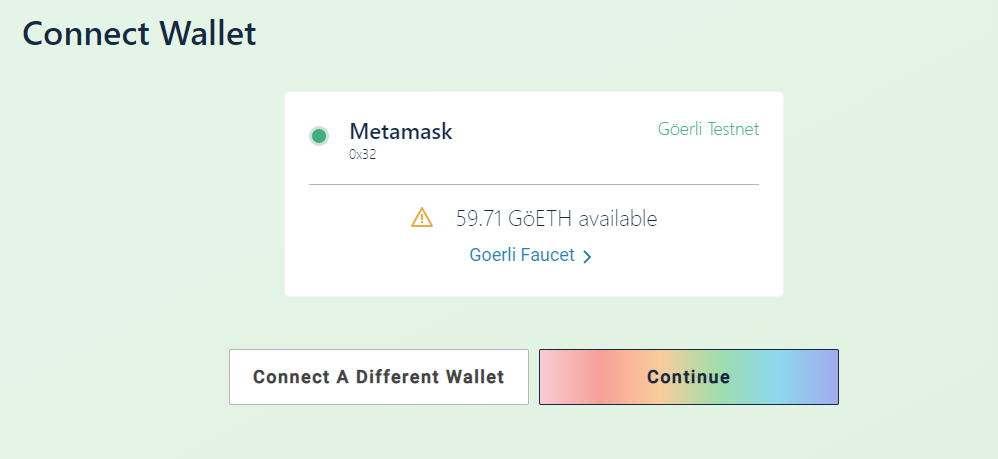 Connect Wallet
Metamask
Göerli Testnet
0x32
59.71 GöETH available
Goerli Faucet
Connect A Different Wallet
Continue